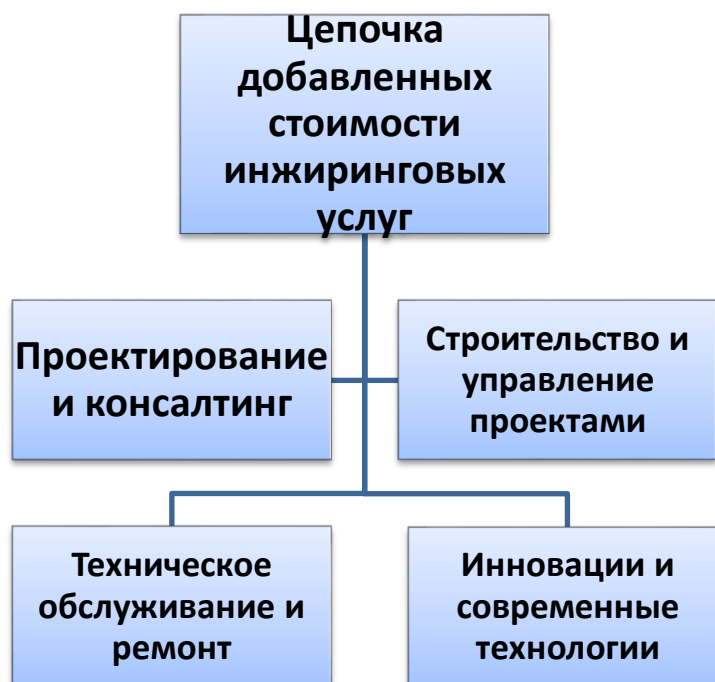 Цепочка
добавленных
стоимости
инжиринговых
услуг
Проектирование
и консалтинг
Строительство и
управление
проектами
Техническое
обслуживание и
ремонт
Инновации и
современные
технологии